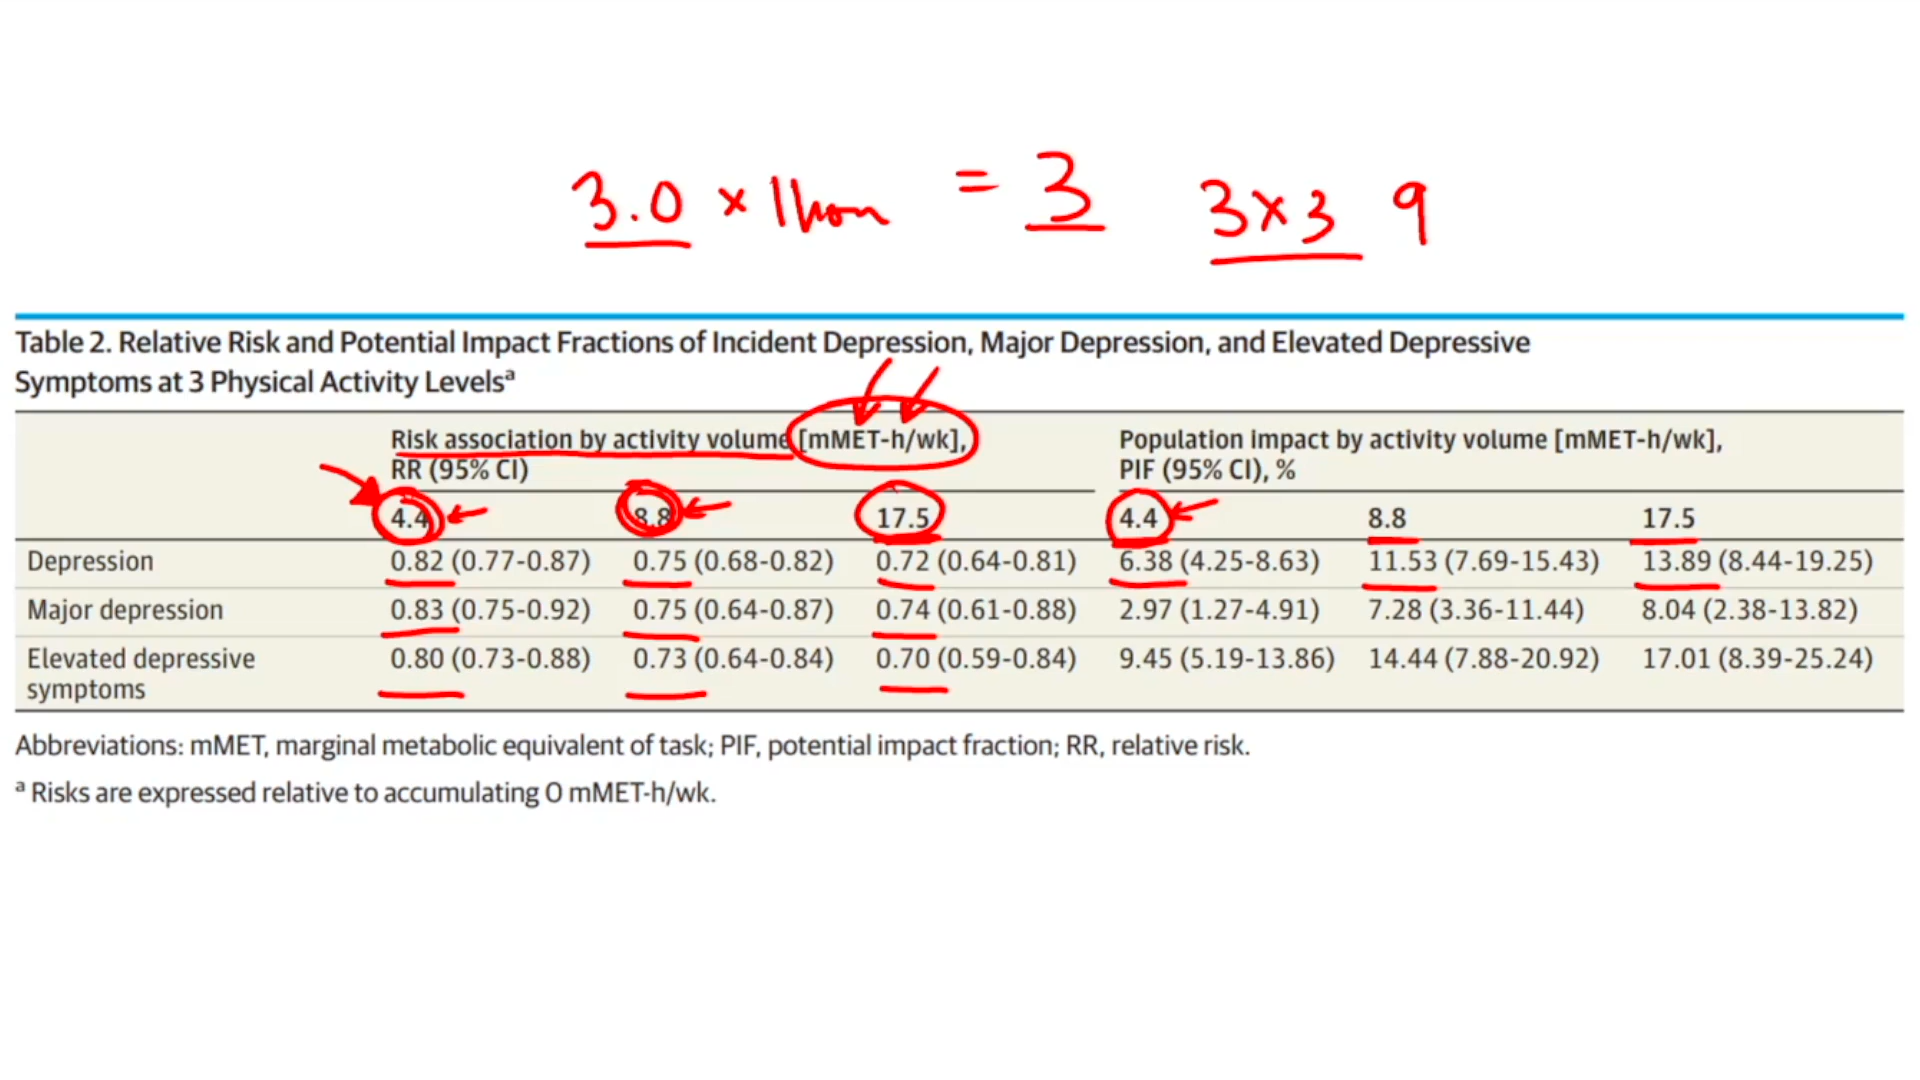 3.0 × 1 hour = 3 3×3 9
Table 2. Relative Risk and Potential Impact Fractions of Incident Depression, Major Depression, and Elevated Depressive
Symptoms at 3 Physical Activity Levelsª
Risk association by activity volume [mMET-h/wk], Population impact by activity volume [mMET-h/wk],
RR (95% CI) PIF (95% CI), %
4.4 8.8 17.5 4.4 8.8 17.5
Depression 0.82 (0.77-0.87) 0.75 (0.68-0.82) 0.72 (0.64-0.81) 6.38 (4.25-8.63) 11.53 (7.69-15.43) 13.89 (8.44-19.25)
Major depression 0.83 (0.75-0.92) 0.75 (0.64-0.87) 0.74 (0.61-0.88) 2.97 (1.27-4.91) 7.28 (3.36-11.44) 8.04 (2.38-13.82)
Elevated depressive 0.80 (0.73-0.88) 0.73 (0.64-0.84) 0.70 (0.59-0.84) 9.45 (5.19-13.86) 14.44 (7.88-20.92) 17.01 (8.39-25.24)
symptoms
Abbreviations: mMET, marginal metabolic equivalent of task; PIF, potential impact fraction; RR, relative risk.
ª Risks are expressed relative to accumulating 0 mMET-h/wk.